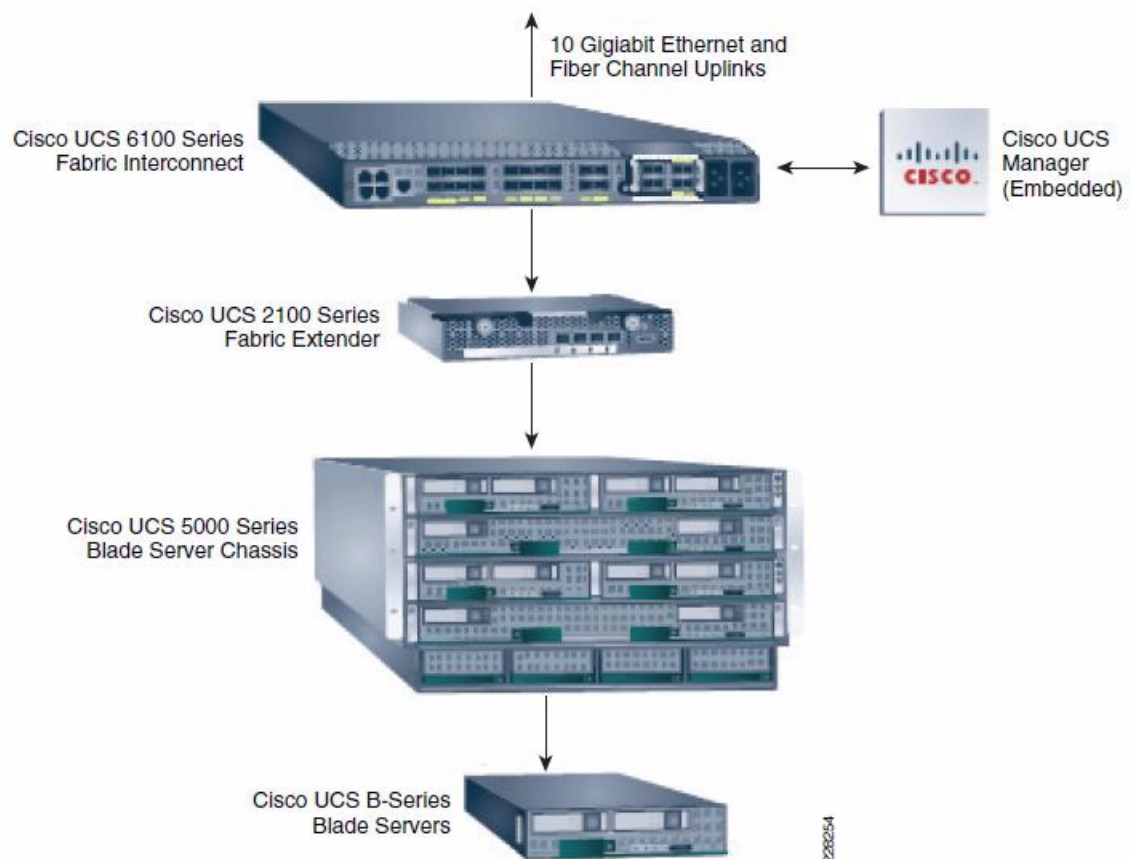 10 Gigiabit Ethernet and
Fiber Channel Uplinks
Cisco UCS 6100 Series
Fabric Interconnect
CISCO
Cisco UCS
Manager
(Embedded)
Cisco UCS 2100 Series
Fabric Extender
Cisco UCS 5000 Series
Blade Server Chassis
Cisco UCS B-Series
Blade Servers
228254